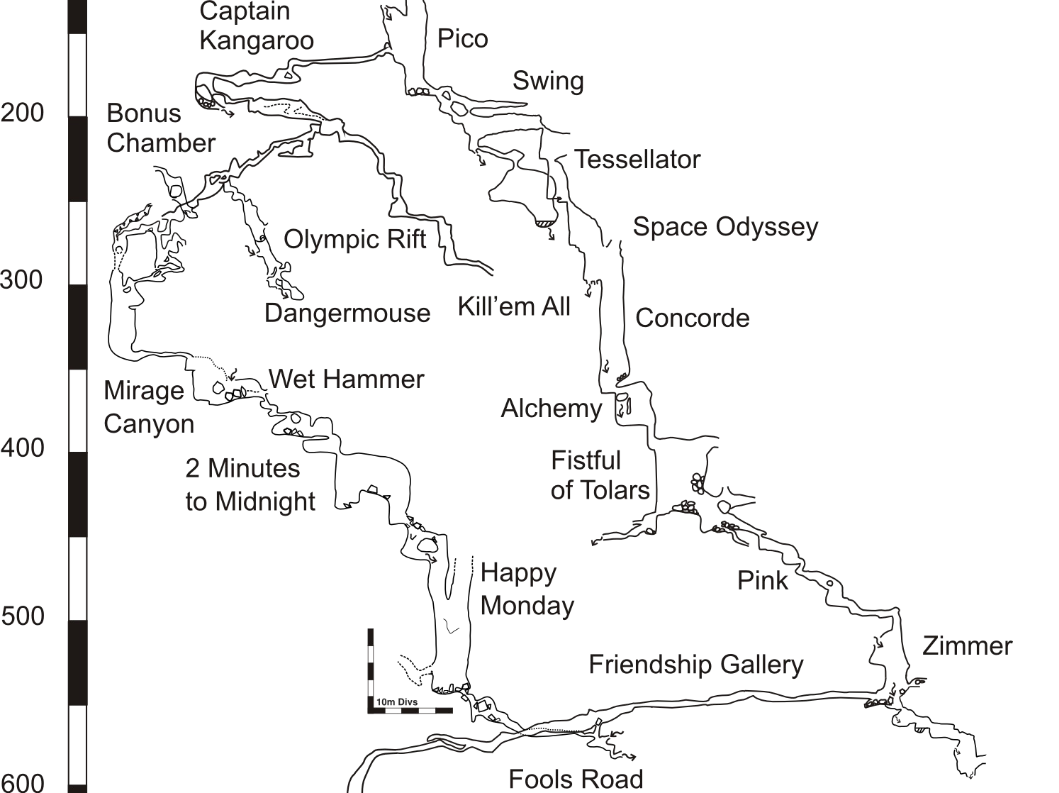 Captain
Kangaroo
Pico
Swing
200
Bonus
Chamber
Tessellator
Space Odyssey
Olympic Rift
300
Dangermouse
Kill'em All
Concorde
Wet Hammer
Mirage
Canyon
Alchemy
400
2 Minutes
to Midnight
Fistful
of Tolars
Happy
Monday
Pink
500
Zimmer
Friendship Gallery
10m Divs
Fools Road
600